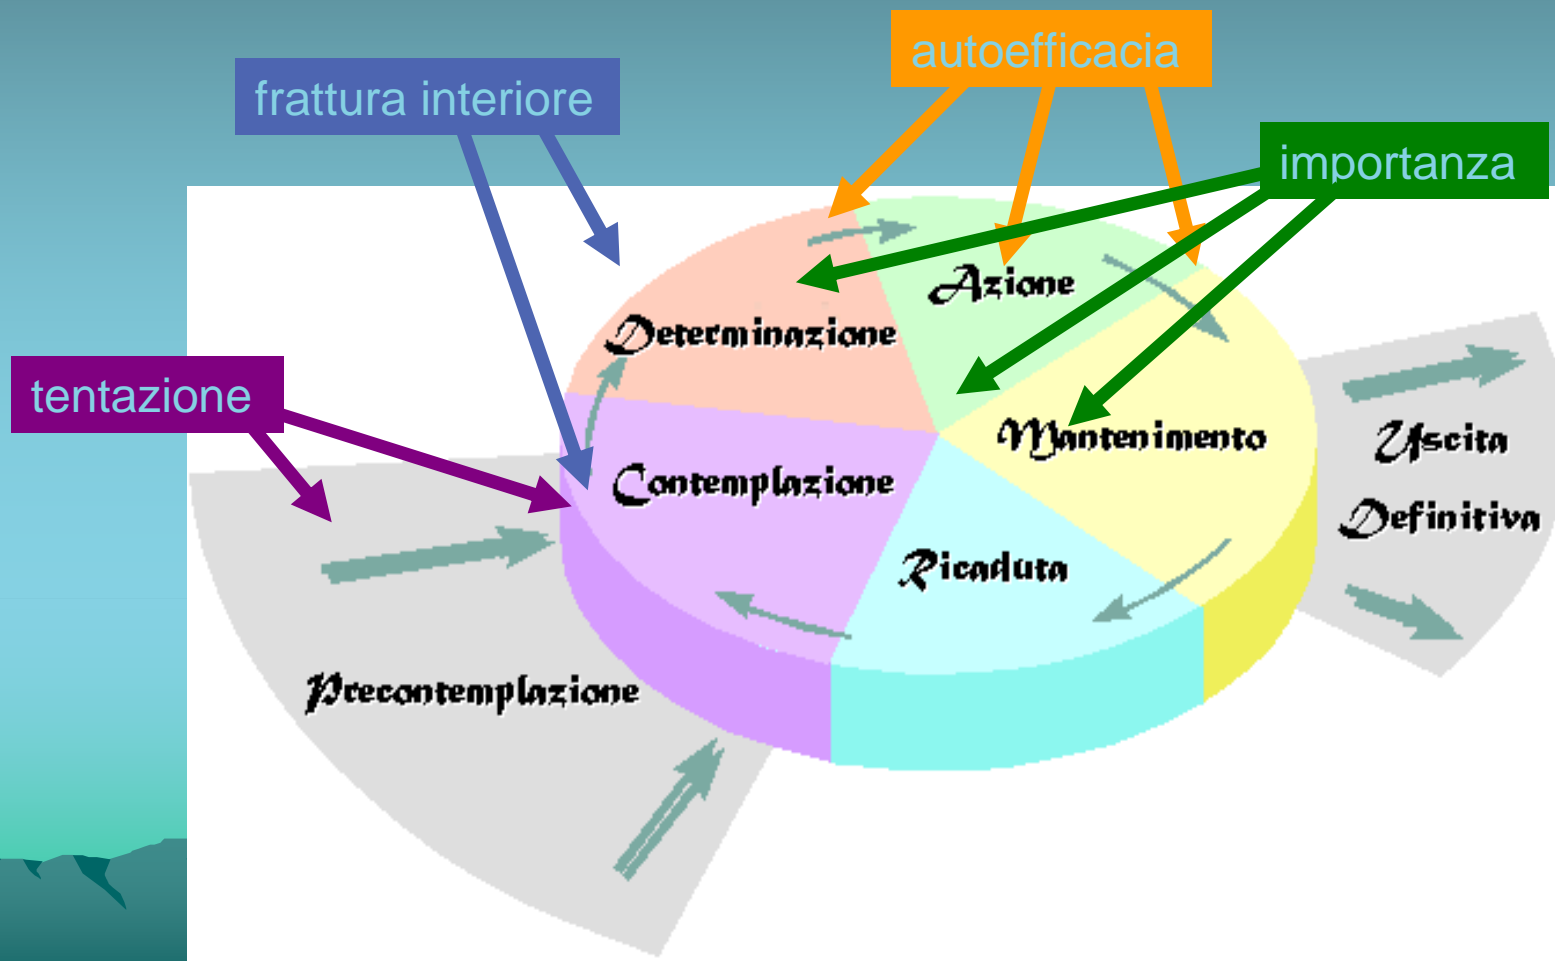 autoefficacia
frattura interiore
importanza
Azione
Determinazione
tentazione
Mantenimento
Uscita
Definitiva
Contemplazione
Ricaduta
Precontemplazione